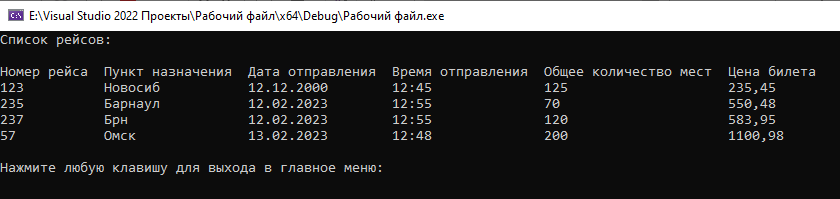 E:\Visual Studio 2022 Проекты\Рабочий файл\x64\Debug\Рабочий файл.exe
Список рейсов:
Номер рейса Пункт назначения Дата отправления Время отправления Общее количество мест Цена билета
123 Новосиб 12.12.2000 12:45 125 235,45
235 Барнаул 12.02.2023 12:55 70 550,48
237 Брн 12.02.2023 12:55 120 583,95
57 Омск 13.02.2023 12:48 200 1100,98
Нажмите любую клавишу для выхода в главное меню: